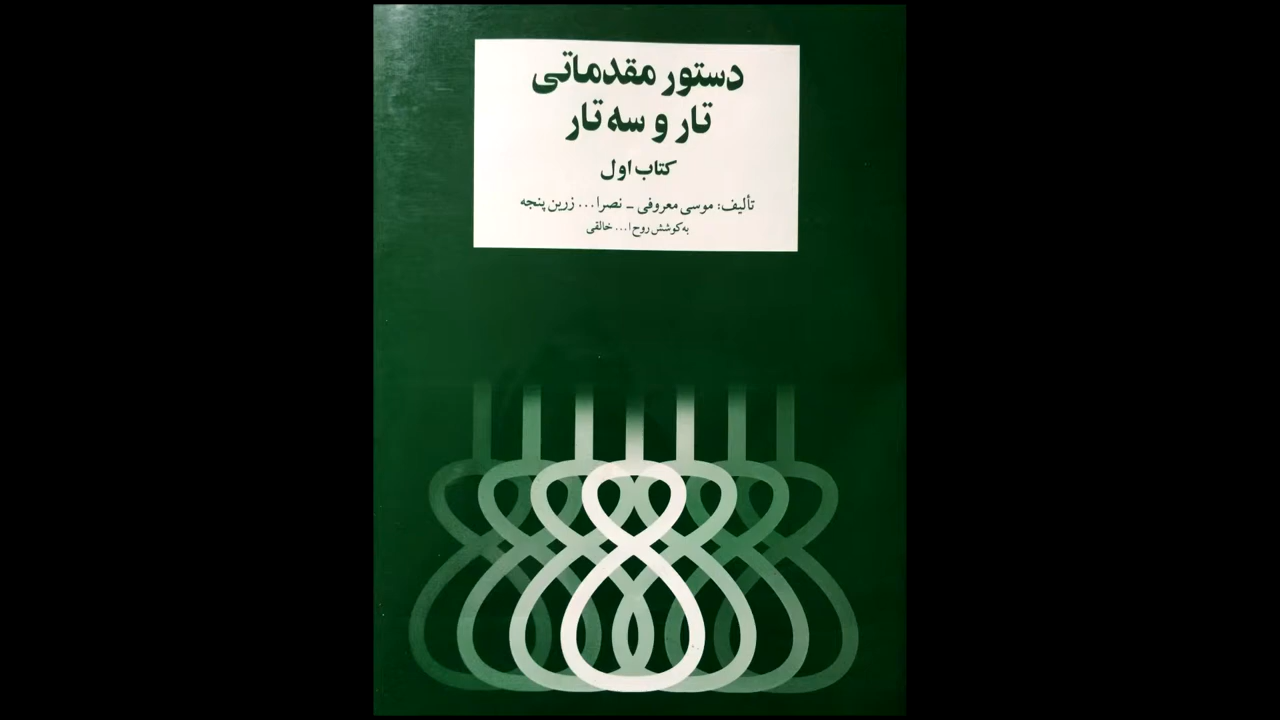 دستور مقدماتی
تار و سه تار
کتاب اول
تألیف: موسی معروفی ـ نصرا... زرین پنجه
به‌کوشش روح‌ا... خالقی